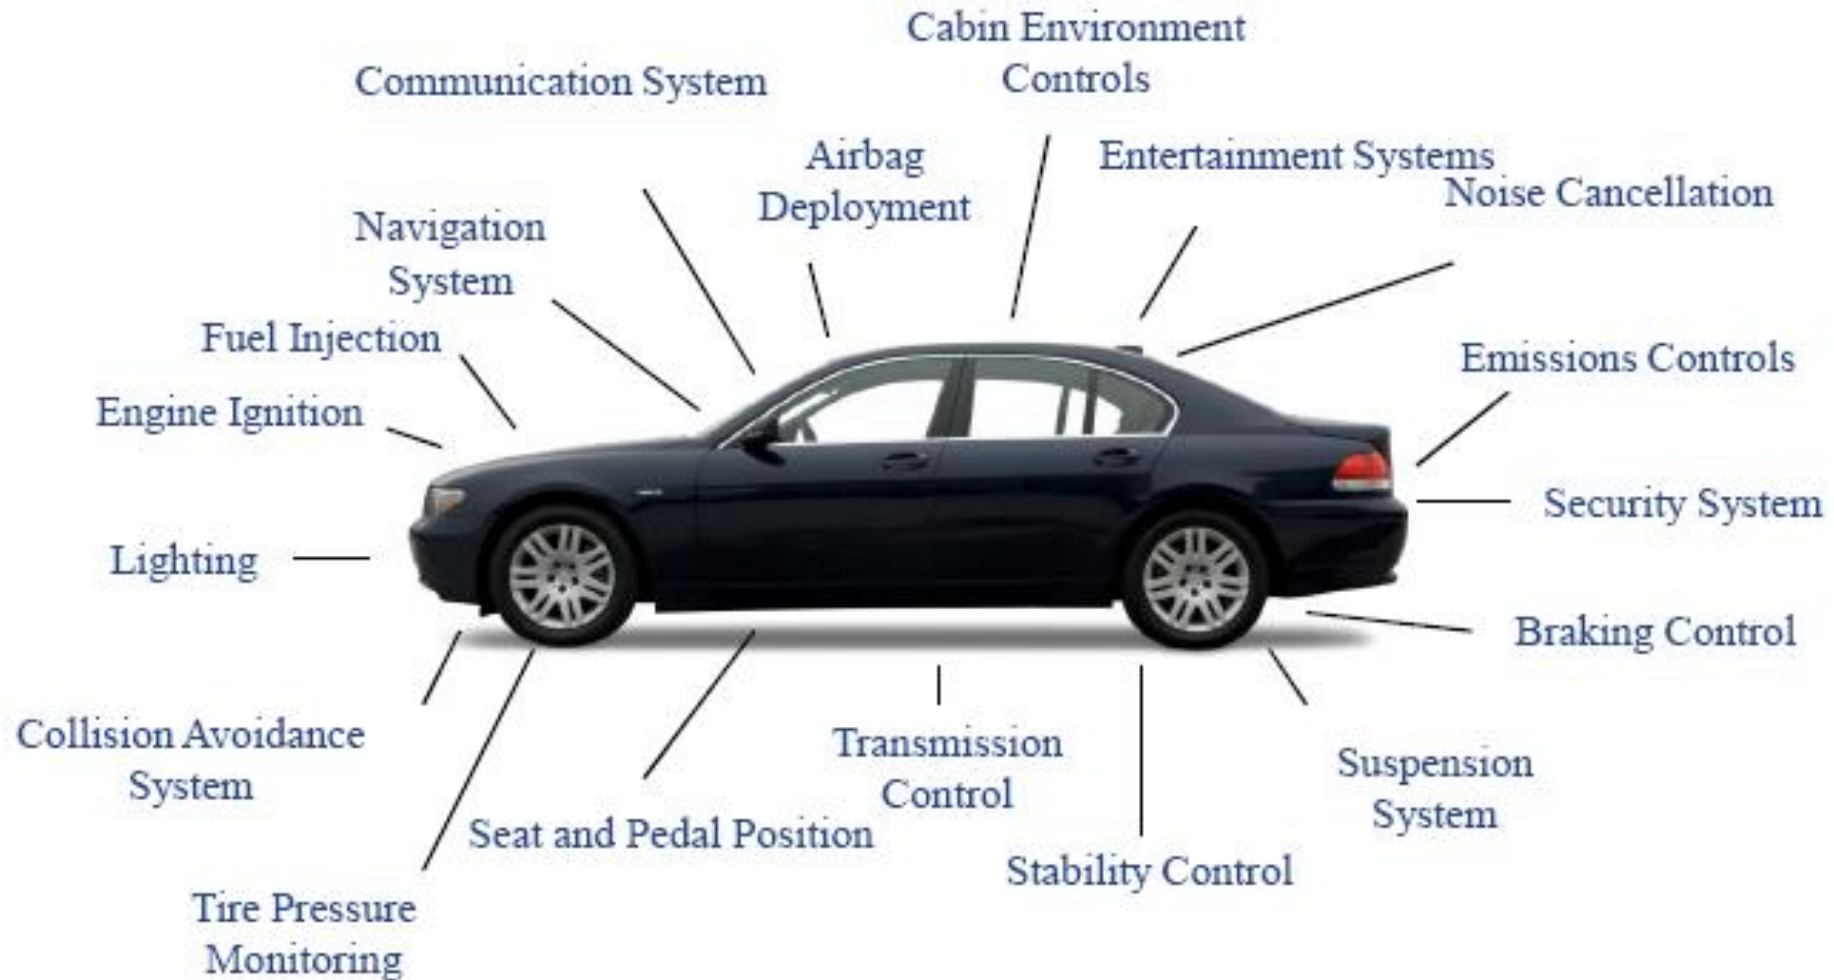 Cabin Environment
Controls
Communication System
Airbag
Deployment
Entertainment Systems
Noise Cancellation
Navigation
System
Fuel Injection
Emissions Controls
Engine Ignition
Security System
Lighting
Braking Control
Collision Avoidance
System
Transmission
Control
Suspension
System
Seat and Pedal Position
Stability Control
Tire Pressure
Monitoring